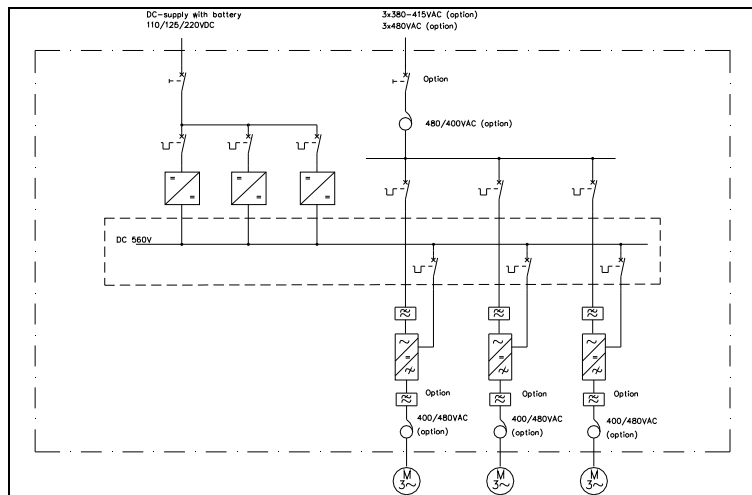 DC-supply with battery
110/125/220VDC
3x380-415VAC (option)
3x480VAC (option)
Option
480/400VAC (option)
DC 560V
Option
Option
Option
400/480VAC
(option)
400/480VAC
(option)
400/480VAC
(option)
M
3~
M
3~
M
3~